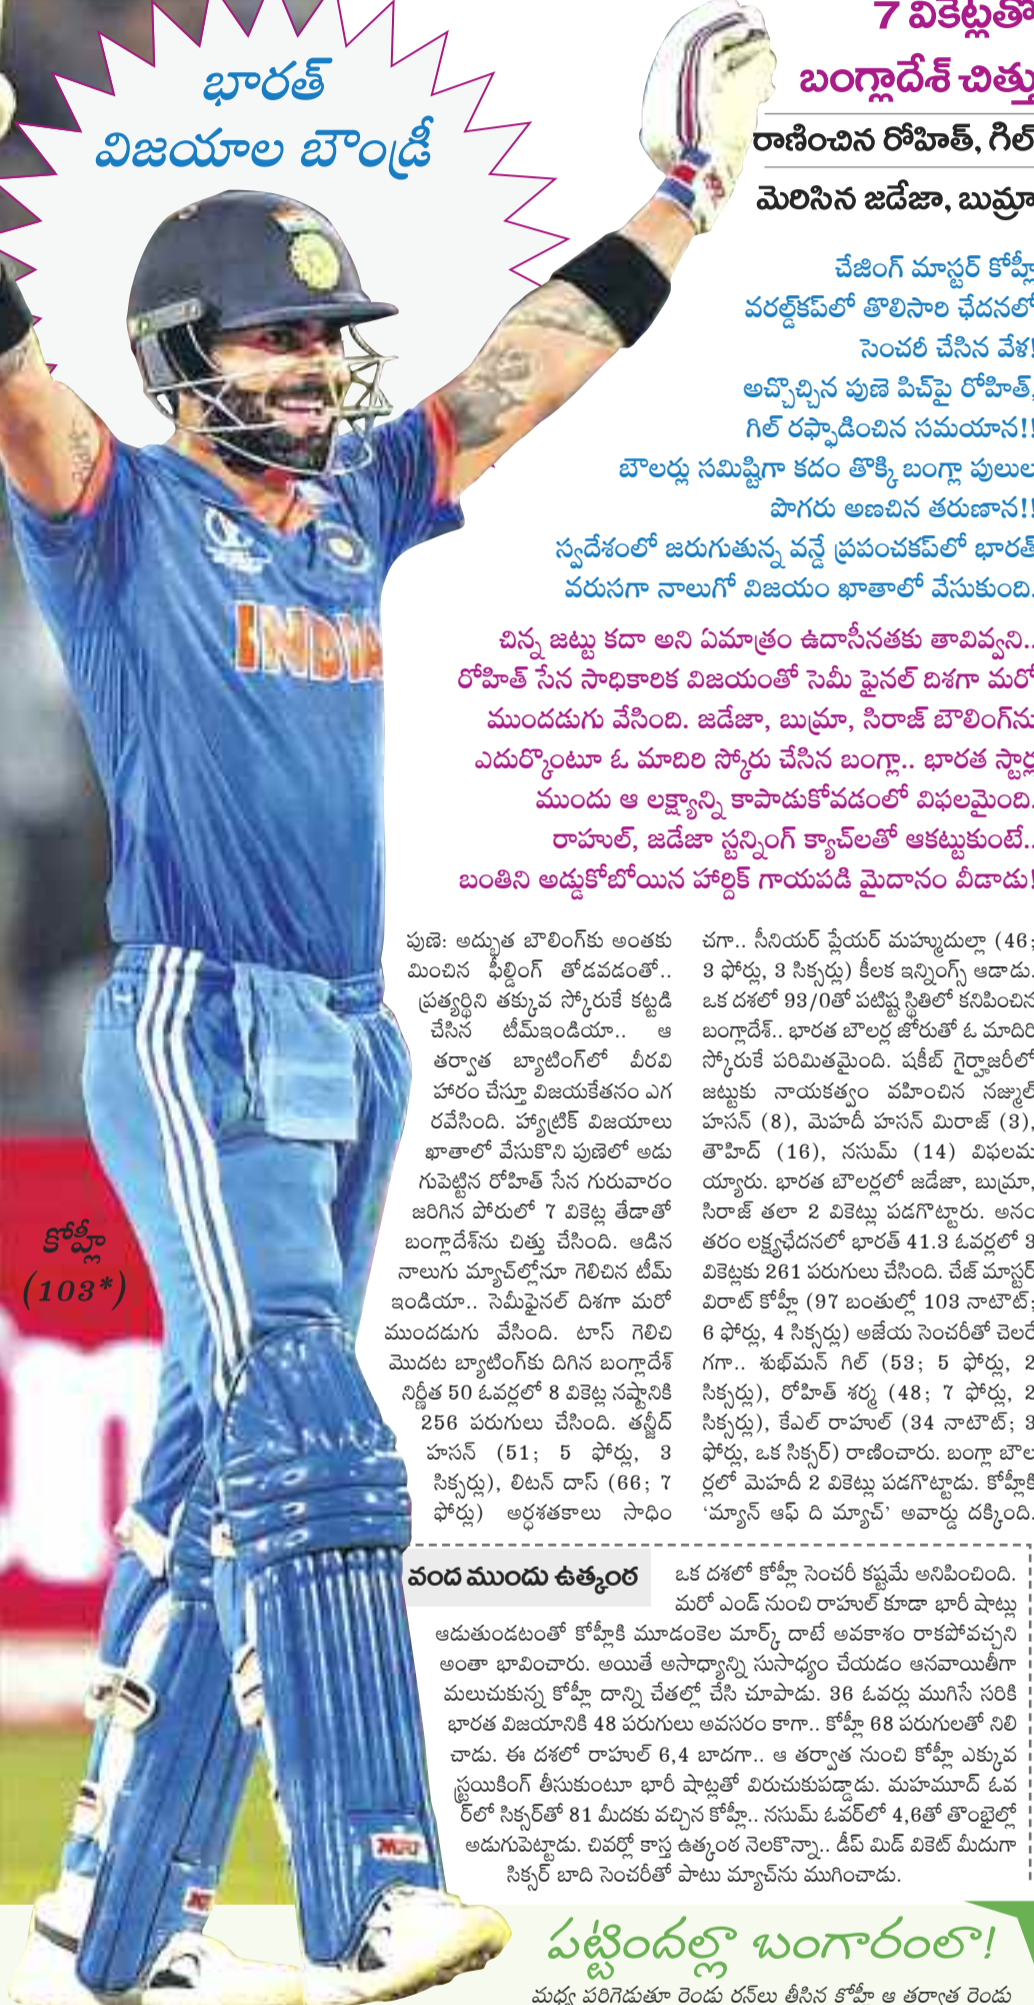 భారత్
విజయాల బౌండ్రీ
7 వికెట్లతో
బంగ్లాదేశ్ చిత్తు
రాణించిన రోహిత్, గిల్
మెరిసిన జడేజా, బుమ్రా
చేజింగ్ మాస్టర్ కోహ్లీ
వరల్డ్‌కప్‌లో తొలిసారి ఛేదనలో
సెంచరీ చేసిన వేళ!
అచ్చొచ్చిన పుణె పిచ్‌పై రోహిత్,
గిల్ రఫ్ఫాడించిన సమయాన!!
బౌలర్లు సమిష్టిగా కదం తొక్కి బంగ్లా పులుల
పొగరు అణచిన తరుణాన!!
స్వదేశంలో జరుగుతున్న వన్డే ప్రపంచకప్‌లో భారత్
వరుసగా నాలుగో విజయం ఖాతాలో వేసుకుంది.
చిన్న జట్టు కదా అని ఏమాత్రం ఉదాసీనతకు తావివ్వని..
రోహిత్ సేన సాధికారిక విజయంతో సెమీ ఫైనల్ దిశగా మరో
ముందడుగు వేసింది. జడేజా, బుమ్రా, సిరాజ్ బౌలింగ్‌ను
ఎదుర్కొంటూ ఓ మాదిరి స్కోరు చేసిన బంగ్లా.. భారత స్టార్ల
ముందు ఆ లక్ష్యాన్ని కాపాడుకోవడంలో విఫలమైంది.
రాహుల్, జడేజా స్టన్నింగ్ క్యాచ్‌లతో ఆకట్టుకుంటే..
బంతిని అడ్డుకోబోయిన హార్దిక్ గాయపడి మైదానం వీడాడు!
పుణె: అద్భుత బౌలింగ్‌కు అంతకు
మించిన ఫీల్డింగ్ తోడవడంతో..
ప్రత్యర్థిని తక్కువ స్కోరుకే కట్టడి
చేసిన టీమ్ఇండియా.. ఆ
తర్వాత బ్యాటింగ్‌లో వీరవి
హారం చేస్తూ విజయకేతనం ఎగ
రవేసింది. హ్యాట్రిక్ విజయాలు
ఖాతాలో వేసుకొని పుణెలో అడు
గుపెట్టిన రోహిత్ సేన గురువారం
జరిగిన పోరులో 7 వికెట్ల తేడాతో
బంగ్లాదేశ్‌ను చిత్తు చేసింది. ఆడిన
నాలుగు మ్యాచ్‌ల్లోనూ గెలిచిన టీమ్
ఇండియా.. సెమీఫైనల్ దిశగా మరో
ముందడుగు వేసింది. టాస్ గెలిచి
మొదట బ్యాటింగ్‌కు దిగిన బంగ్లాదేశ్
నిర్ణీత 50 ఓవర్లలో 8 వికెట్ల నష్టానికి
256 పరుగులు చేసింది. తన్జీద్
హసన్ (51; 5 ఫోర్లు, 3
సిక్సర్లు), లిటన్ దాస్ (66; 7
ఫోర్లు) అర్ధశతకాలు సాధిం
చగా.. సీనియర్ ప్లేయర్ మహ్ముదుల్లా (46;
3 ఫోర్లు, 3 సిక్సర్లు) కీలక ఇన్నింగ్స్ ఆడాడు.
ఒక దశలో 93/0తో పటిష్ట స్థితిలో కనిపించిన
బంగ్లాదేశ్.. భారత బౌలర్ల జోరుతో ఓ మాదిరి
స్కోరుకే పరిమితమైంది. షకీబ్ గైర్హాజరీలో
జట్టుకు నాయకత్వం వహించిన నజ్ముల్
హసన్ (8), మెహదీ హసన్ మిరాజ్ (3),
తౌహిద్ (16), నసుమ్ (14) విఫలమ
య్యారు. భారత బౌలర్లలో జడేజా, బుమ్రా,
సిరాజ్ తలా 2 వికెట్లు పడగొట్టారు. అనం
తరం లక్ష్యఛేదనలో భారత్ 41.3 ఓవర్లలో 3
వికెట్లకు 261 పరుగులు చేసింది. చేజ్ మాస్టర్
విరాట్ కోహ్లీ (97 బంతుల్లో 103 నాటౌట్;
6 ఫోర్లు, 4 సిక్సర్లు) అజేయ సెంచరీతో చెలరే
గగా.. శుభ్‌మన్ గిల్ (53; 5 ఫోర్లు, 2
సిక్సర్లు), రోహిత్ శర్మ (48; 7 ఫోర్లు, 2
సిక్సర్లు), కేఎల్ రాహుల్ (34 నాటౌట్; 3
ఫోర్లు, ఒక సిక్సర్) రాణించారు. బంగ్లా బౌల
ర్లలో మెహదీ 2 వికెట్లు పడగొట్టాడు. కోహ్లీకి
‘మ్యాన్ ఆఫ్ ది మ్యాచ్’ అవార్డు దక్కింది.
INDIA
కోహ్లీ
(103*)
వంద ముందు ఉత్కంఠ
ఒక దశలో కోహ్లీ సెంచరీ కష్టమే అనిపించింది.
మరో ఎండ్ నుంచి రాహుల్ కూడా భారీ షాట్లు
ఆడుతుండటంతో కోహ్లీకి మూడంకెల మార్క్ దాటే అవకాశం రాకపోవచ్చని
అంతా భావించారు. అయితే అసాధ్యాన్ని సుసాధ్యం చేయడం ఆనవాయితీగా
మలుచుకున్న కోహ్లీ దాన్ని చేతల్లో చేసి చూపాడు. 36 ఓవర్లు ముగిసే సరికి
భారత విజయానికి 48 పరుగులు అవసరం కాగా.. కోహ్లీ 68 పరుగులతో నిలి
చాడు. ఈ దశలో రాహుల్ 6,4 బాదగా.. ఆ తర్వాత నుంచి కోహ్లీ ఎక్కువ
స్ట్రయికింగ్ తీసుకుంటూ భారీ షాట్లతో విరుచుకుపడ్డాడు. మహమూద్ ఓవ
ర్‌లో సిక్సర్‌తో 81 మీదకు వచ్చిన కోహ్లీ.. నసుమ్ ఓవర్‌లో 4,6తో తొంభైల్లో
అడుగుపెట్టాడు. చివర్లో కాస్త ఉత్కంఠ నెలకొన్నా.. డీప్ మిడ్ వికెట్ మీదుగా
సిక్సర్ బాది సెంచరీతో పాటు మ్యాచ్‌ను ముగించాడు.
MRF
పట్టిందల్లా బంగారంలా!
మధ్య పరిగెడుతూ రెండు రన్‌లు తీసిన కోహ్లీ ఆ తర్వాత రెండు